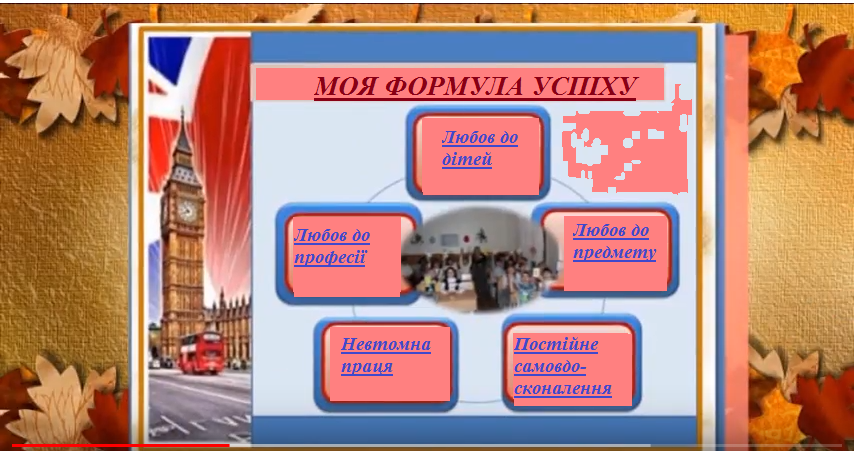 МОЯ ФОРМУЛА УСПІХУ
Любов до
дітей
Любов до
професії
Любов до
предмету
Невтомна
праця
Постійне
самовдо-
сконалення